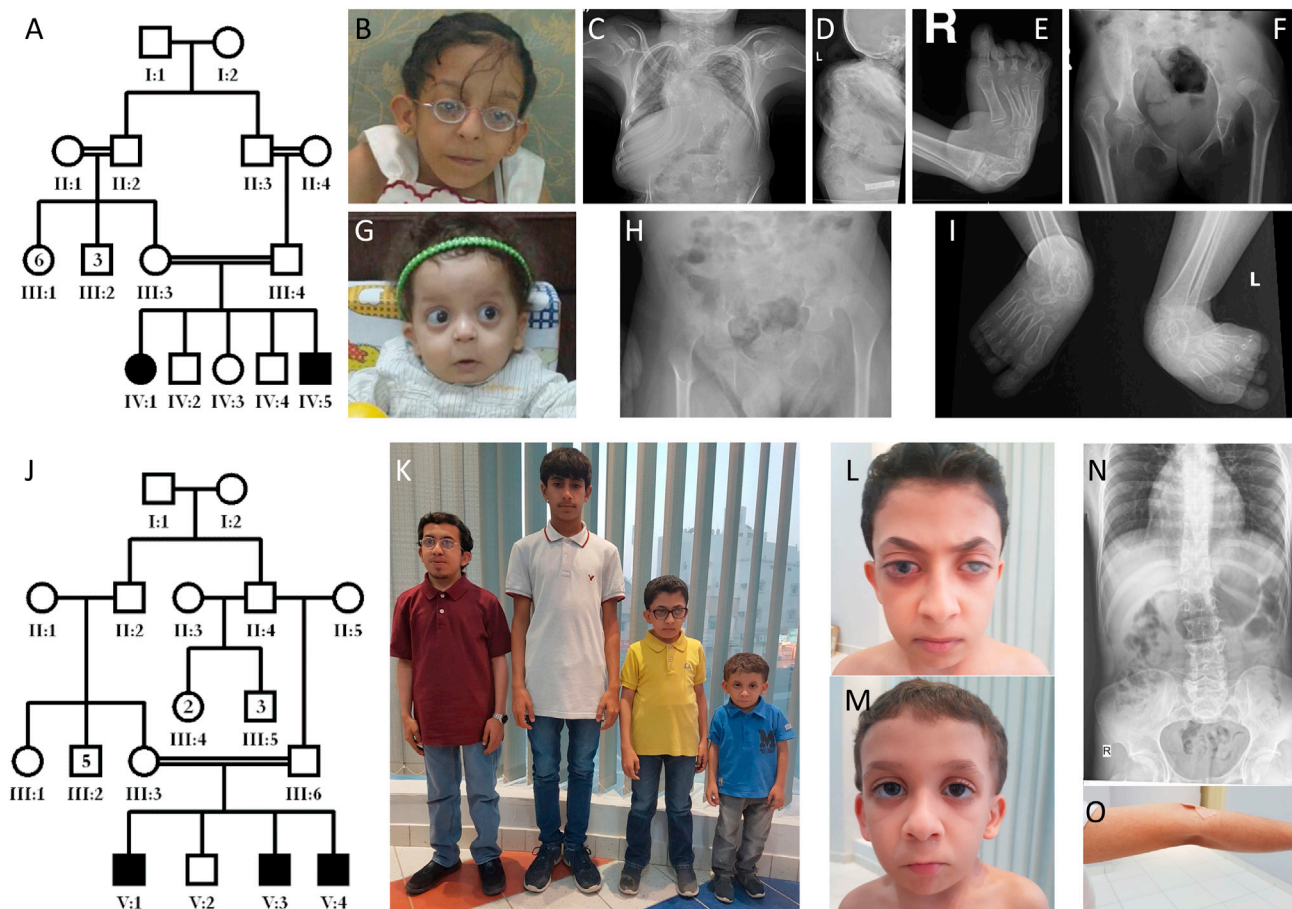 A
I:1 I:2
II:1 II:2 II:3 II:4
6 3
III:1 III:2 III:3 III:4
IV:1 IV:2 IV:3 IV:4 IV:5
B
C
D
L
E
R
F
G
H
I
L
J
I:1 I:2
II:1 II:2 II:3 II:4 II:5
2 3
III:4 III:5
5
III:1 III:2 III:3 III:6
V:1 V:2 V:3 V:4
K
L
M
N
R
O